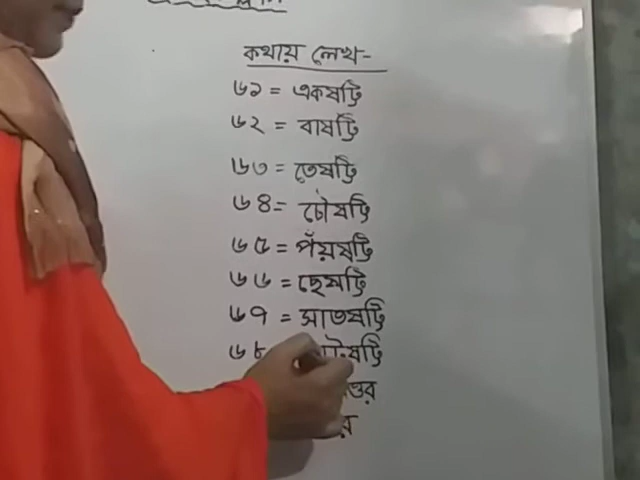 কথায় লেখ-
৬১ = একষট্টি
৬২ = বাষট্টি
৬৩ = তেষট্টি
৬৪ = চৌষট্টি
৬৫ = পঁয়ষট্টি
৬৬ = ছেষট্টি
৬৭ = সাতষট্টি
৬৮